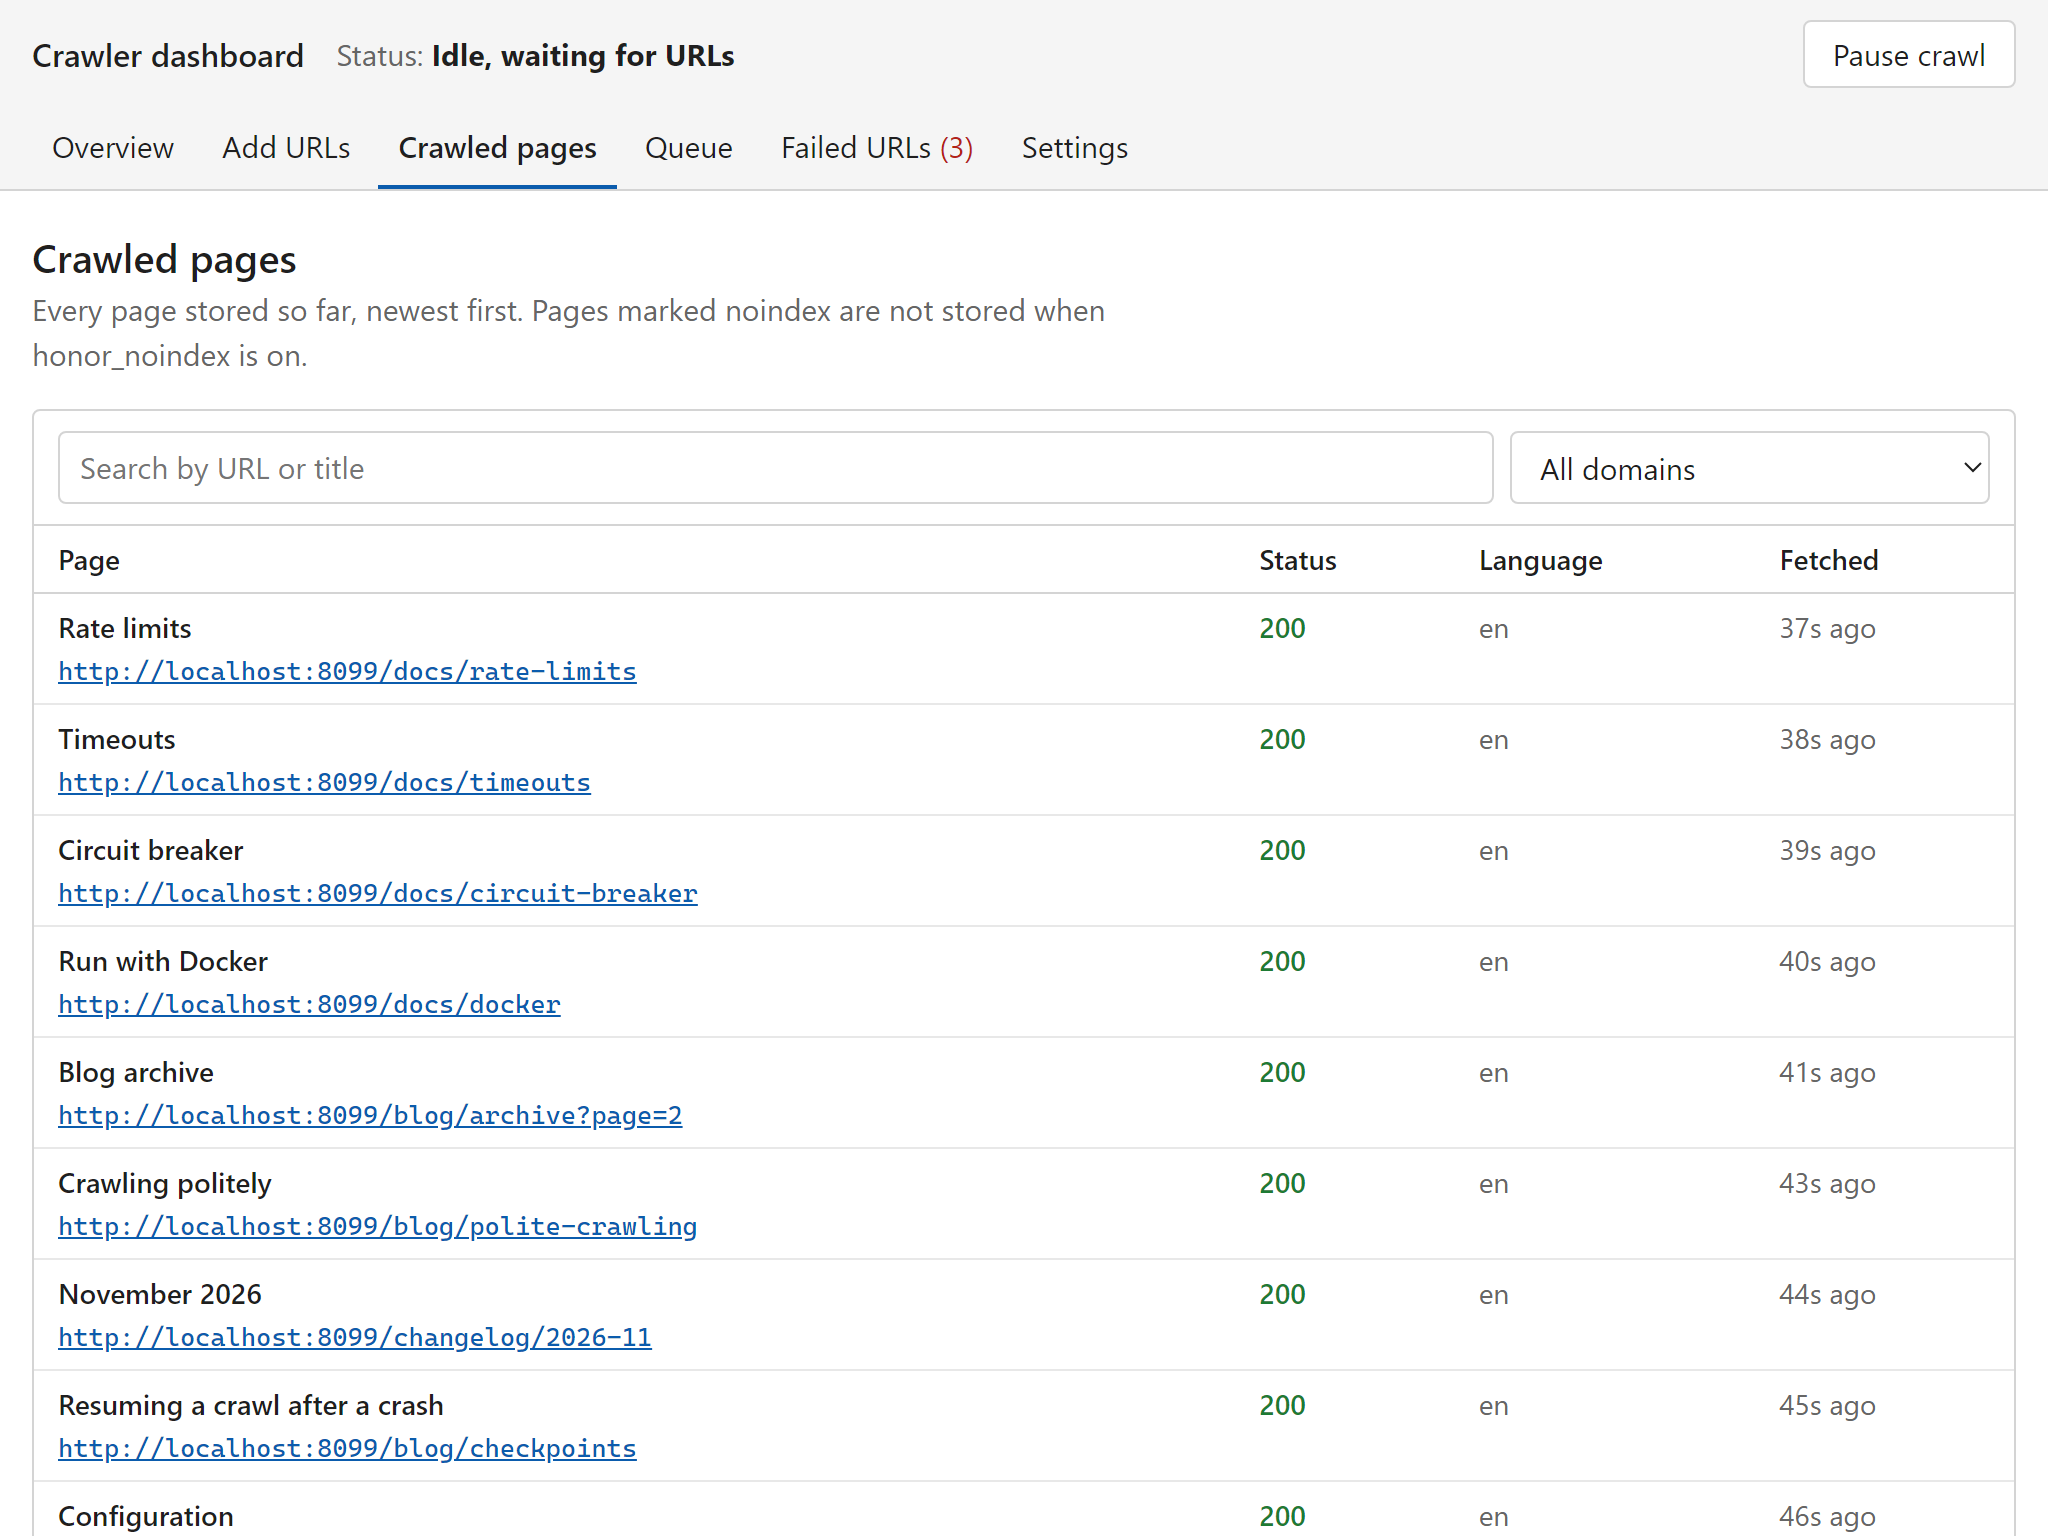 Crawler dashboard Status: Idle, waiting for URLs Pause crawl
Overview Add URLs Crawled pages Queue Failed URLs (3) Settings
Crawled pages
Every page stored so far, newest first. Pages marked noindex are not stored when
honor_noindex is on.
Search by URL or title All domains
Page Status Language Fetched
Rate limits 200 en 37s ago
http://localhost:8099/docs/rate-limits
Timeouts 200 en 38s ago
http://localhost:8099/docs/timeouts
Circuit breaker 200 en 39s ago
http://localhost:8099/docs/circuit-breaker
Run with Docker 200 en 40s ago
http://localhost:8099/docs/docker
Blog archive 200 en 41s ago
http://localhost:8099/blog/archive?page=2
Crawling politely 200 en 43s ago
http://localhost:8099/blog/polite-crawling
November 2026 200 en 44s ago
http://localhost:8099/changelog/2026-11
Resuming a crawl after a crash 200 en 45s ago
http://localhost:8099/blog/checkpoints
Configuration 200 en 46s ago